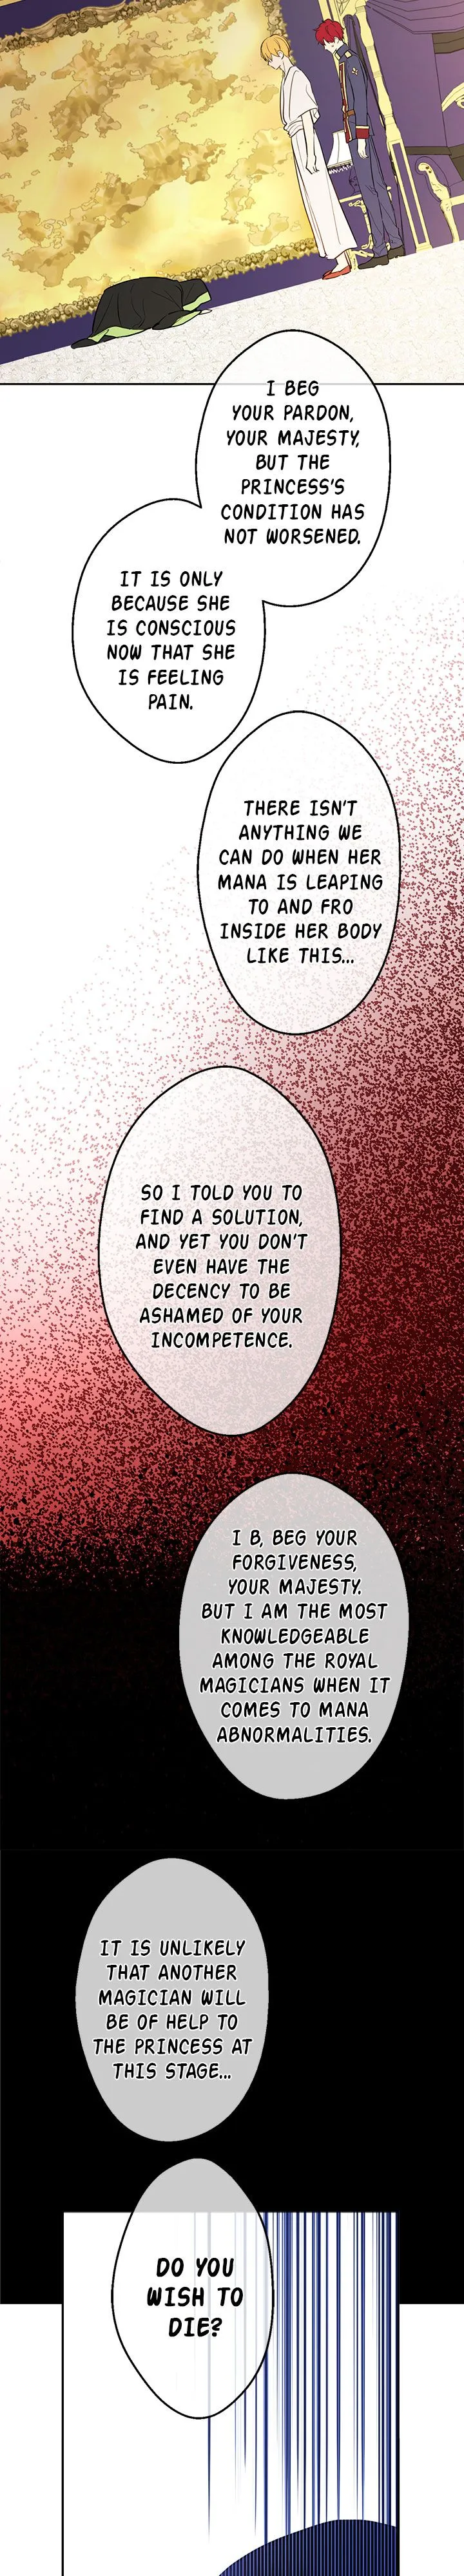 I BEG
YOUR PARDON,
YOUR MAJESTY,
BUT THE
PRINCESS'S
CONDITION HAS
NOT WORSENED.
IT IS ONLY
BECAUSE SHE
IS CONSCIOUS
NOW THAT SHE
IS FEELING
PAIN.
THERE ISN'T
ANYTHING WE
CAN DO WHEN HER
MANA IS LEAPING
TO AND FRO
INSIDE HER BODY
LIKE THIS...
SO I TOLD YOU TO
FIND A SOLUTION,
AND YET YOU DON'T
EVEN HAVE THE
DECENCY TO BE
ASHAMED OF YOUR
INCOMPETENCE.
I B, BEG YOUR
FORGIVENESS,
YOUR MAJESTY.
BUT I AM THE MOST
KNOWLEDGEABLE
AMONG THE ROYAL
MAGICIANS WHEN IT
COMES TO MANA
ABNORMALITIES.
IT IS UNLIKELY
THAT ANOTHER
MAGICIAN WILL
BE OF HELP TO
THE PRINCESS AT
THIS STAGE...
DO YOU
WISH TO
DIE?